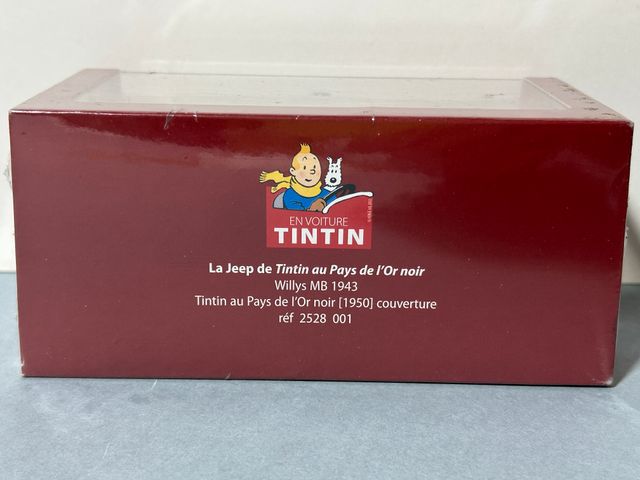 EN VOITURE
TINTIN
La Jeep de Tintin au Pays de l'Or noir
Willys MB 1943
Tintin au Pays de l'Or noir [1950] couverture
réf 2528 001